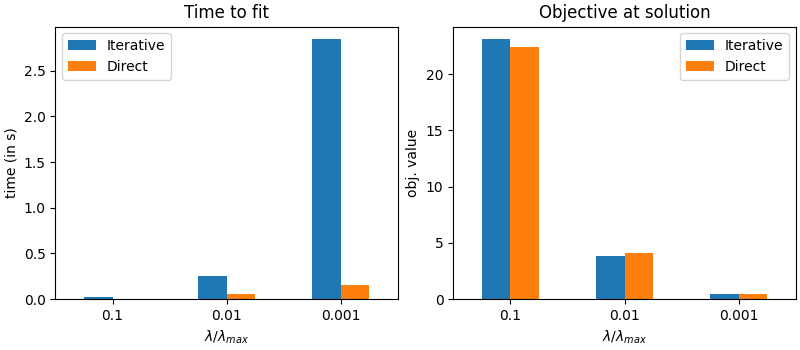 Time to fit
Iterative
Direct
time (in s)
2.5
2.0
1.5
1.0
0.5
0.0
0.1
0.01
0.001
λ/λmax
Objective at solution
Iterative
Direct
obj. value
20
15
10
5
0
0.1
0.01
0.001
λ/λmax